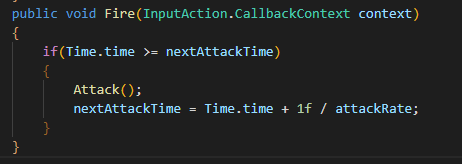 public void Fire(InputAction.CallbackContext context)
{
    if(Time.time >= nextAttackTime)
    {
        Attack();
        nextAttackTime = Time.time + 1f / attackRate;
    }
}